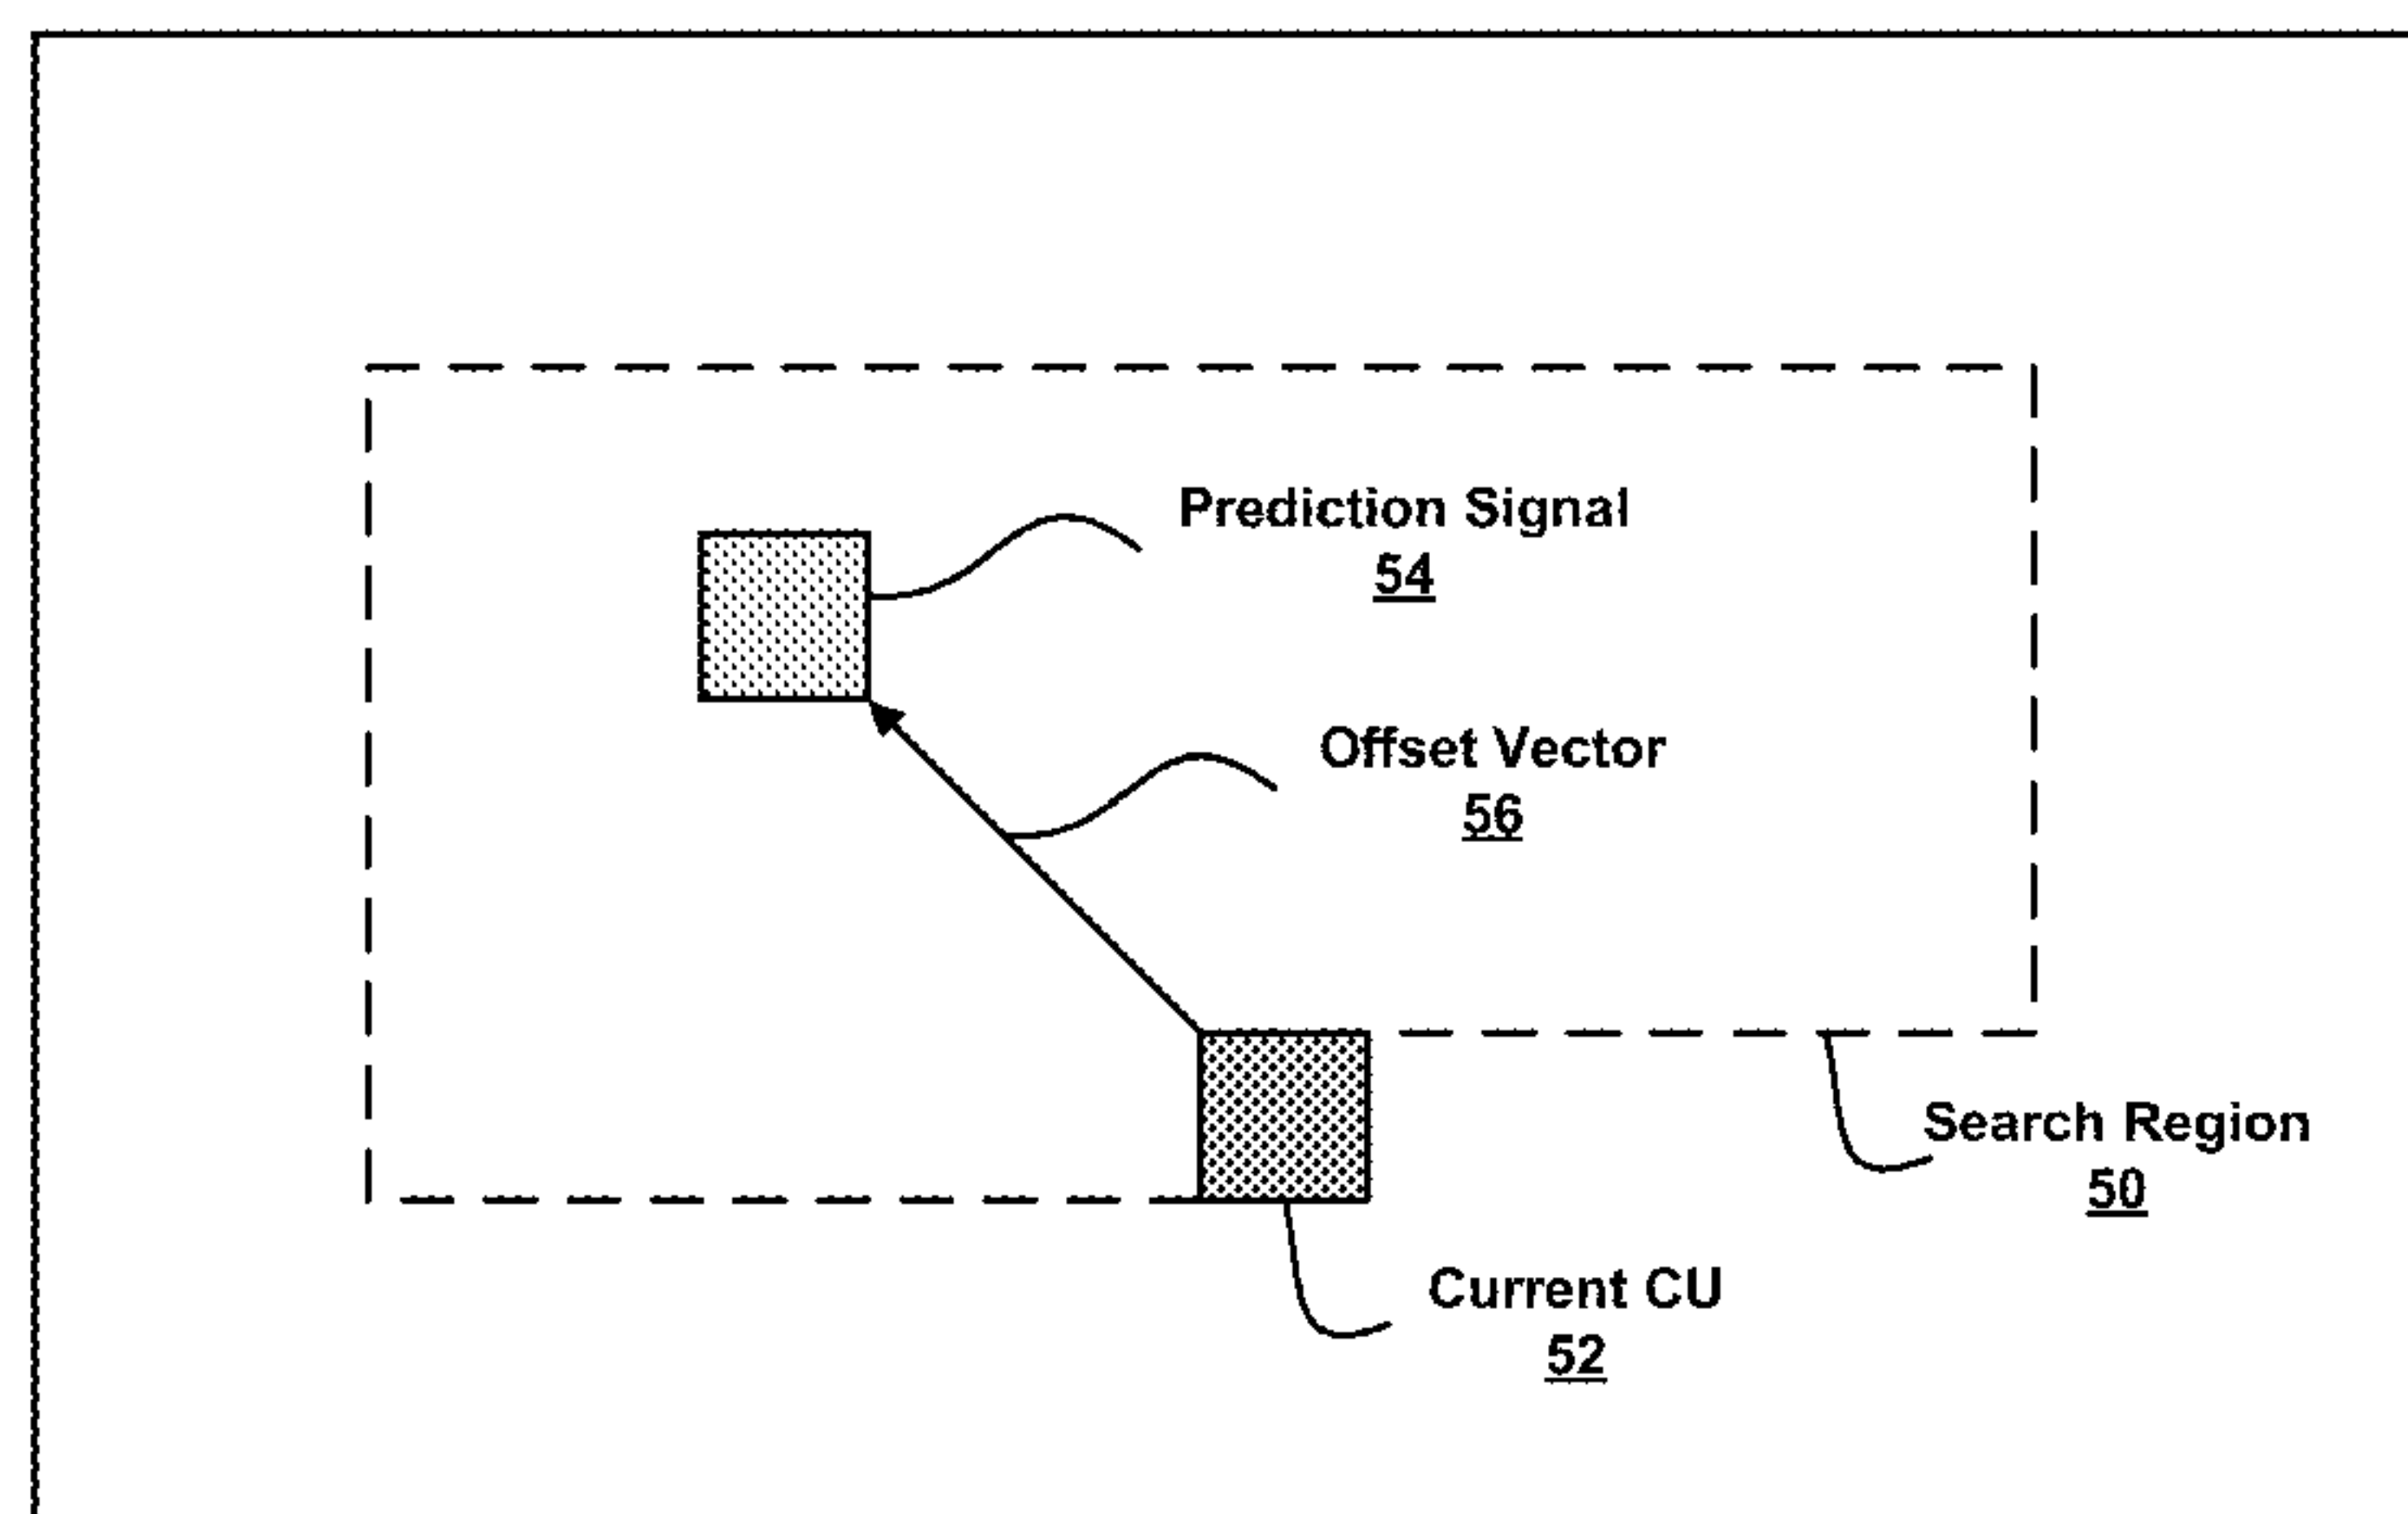 Prediction Signal
54
Offset Vector
56
Search Region
50
Current CU
52